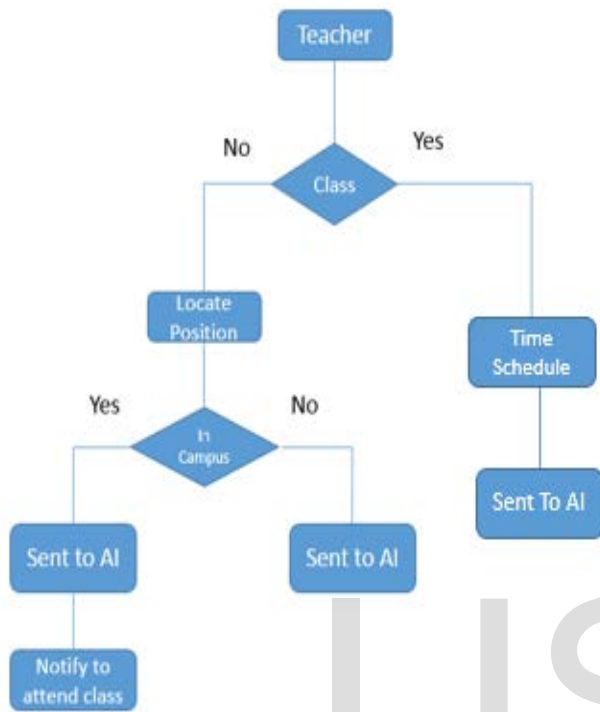 Teacher
No
Yes
Class
Locate
Position
Time
Schedule
Yes
No
In
Campus
Sent to AI
Sent to AI
Sent To AI
Notify to
attend class